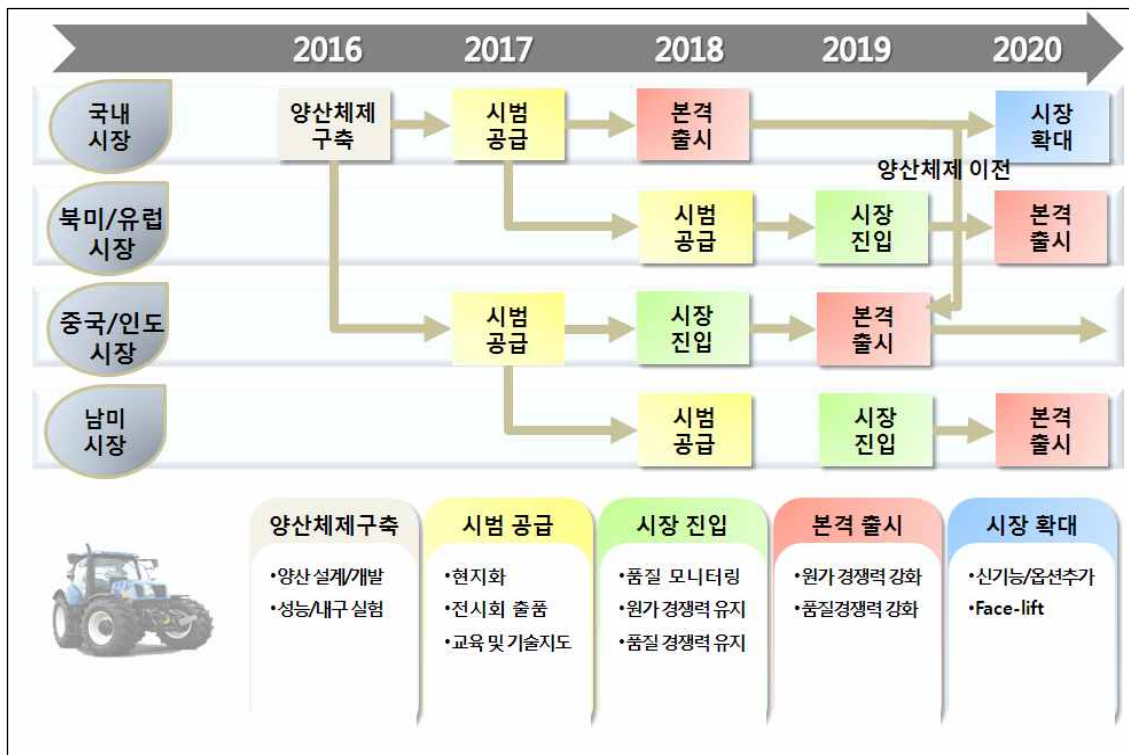 2016 2017 2018 2019 2020
국내
시장
양산체제
구축
시범
공급
본격
출시
시장
확대
양산체제 이전
북미/유럽
시장
시범
공급
시장
진입
본격
출시
중국/인도
시장
시범
공급
시장
진입
본격
출시
남미
시장
시범
공급
시장
진입
본격
출시
양산체제구축
•양산 설계/개발
•성능/내구 실험
시범 공급
•현지화
•전시회 출품
•교육 및 기술지도
시장 진입
•품질 모니터링
•원가 경쟁력 유지
•품질 경쟁력 유지
본격 출시
•원가 경쟁력 강화
•품질경쟁력 강화
시장 확대
•신기능/옵션추가
•Face-lift